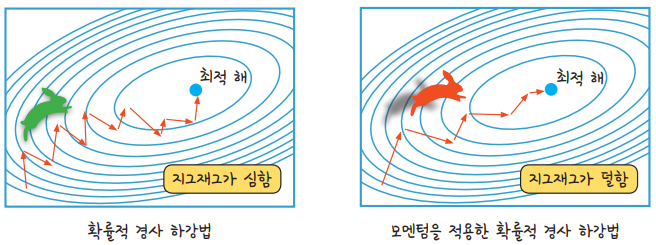 최적 해
지그재그가 심함
확률적 경사 하강법
최적 해
지그재그가 덜함
모멘텀을 적용한 확률적 경사 하강법